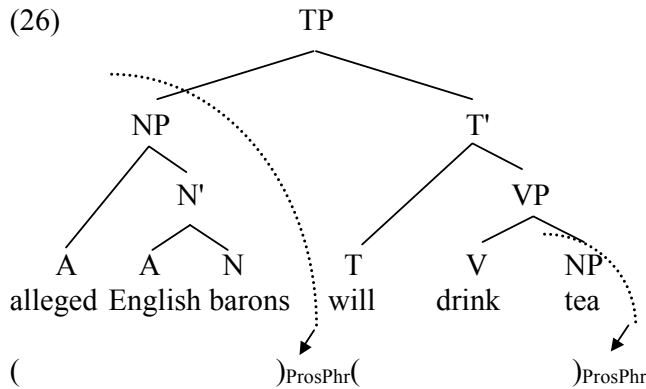 (26) TP
NP T'
N' VP
A A N T V NP
alleged English barons will drink tea
( )ProsPhr( )ProsPhr